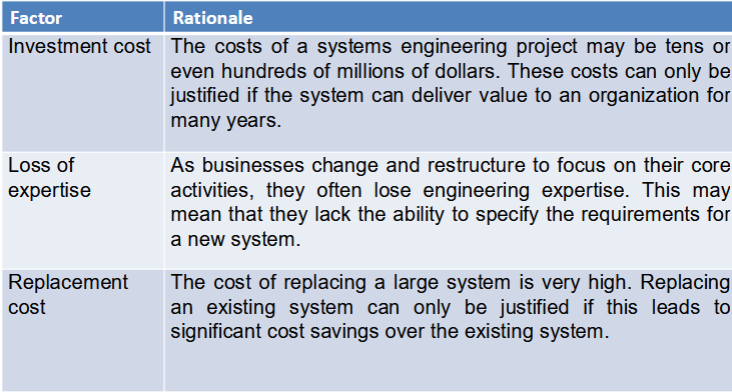 Factor Rationale
Investment cost The costs of a systems engineering project may be tens or
even hundreds of millions of dollars. These costs can only be
justified if the system can deliver value to an organization for
many years.
Loss of As businesses change and restructure to focus on their core
expertise activities, they often lose engineering expertise. This may
mean that they lack the ability to specify the requirements for
a new system.
Replacement The cost of replacing a large system is very high. Replacing
cost an existing system can only be justified if this leads to
significant cost savings over the existing system.